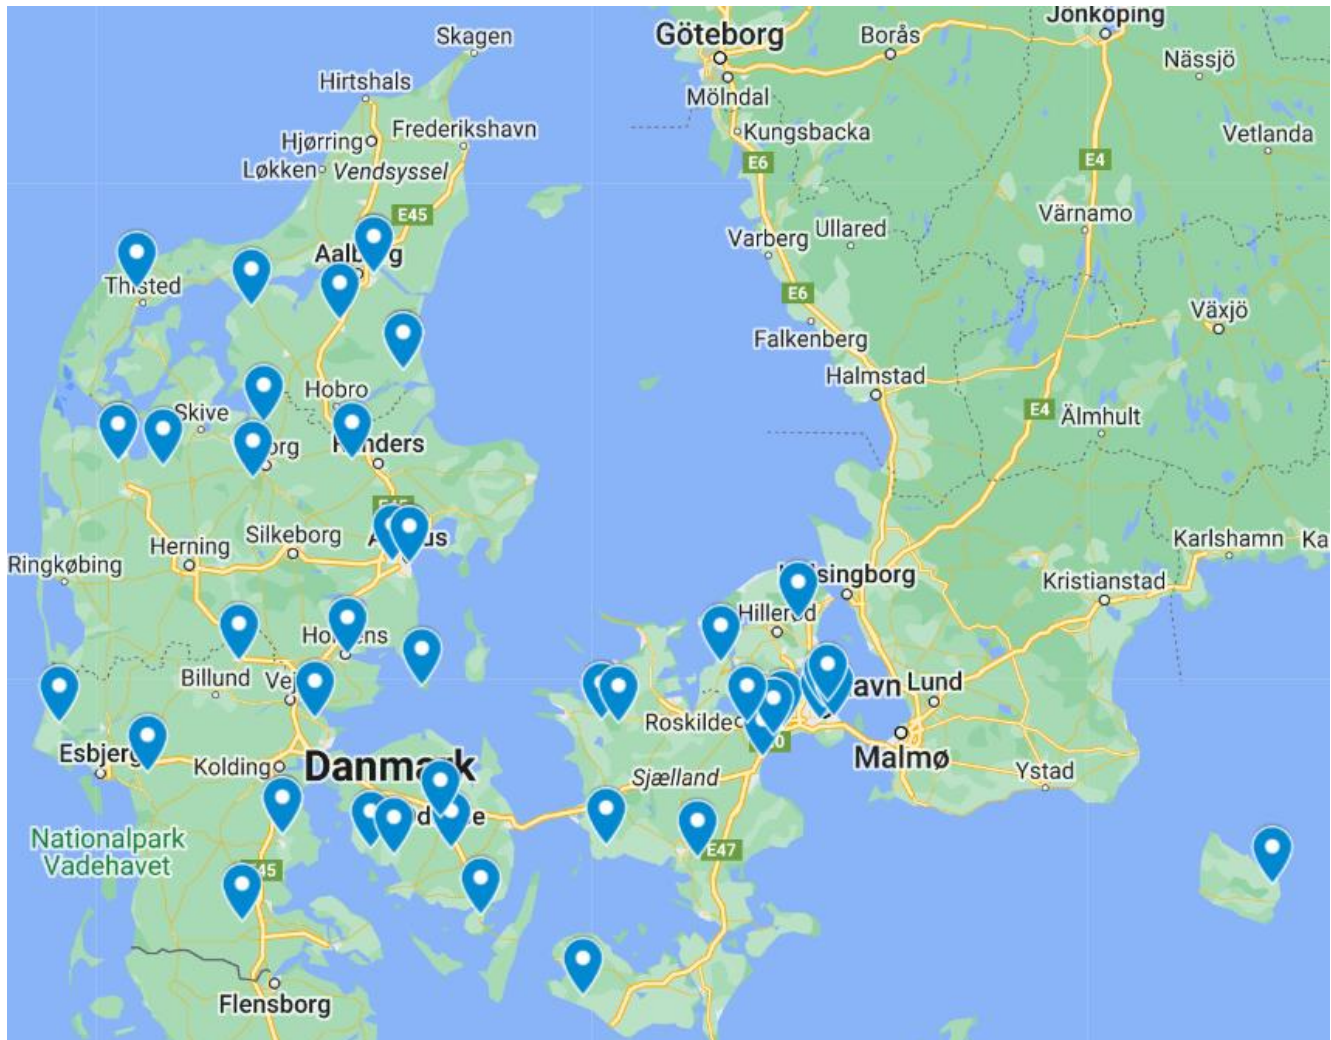 Skagen
Göteborg
Borås
Jönköping
Nässjö
Hirtshals
Mölndal
Hjørring
Frederikshavn
Kungsbacka
Vetlanda
Løkken
Vendsyssel
E6
E4
E45
Värnamo
Varberg
Ullared
Thisted
E6
Växjö
Falkenberg
Halmstad
Hobro
Skive
E4
Älmhult
Silkeborg
Herning
Karlshamn
Ka
Ringkøbing
Kristianstad
Hillerød
Billund
Lund
Roskilde
Esbjerg
Kolding
Danmark
Malmø
Sjælland
Ystad
Nationalpark
Vadehavet
E47
Flensborg